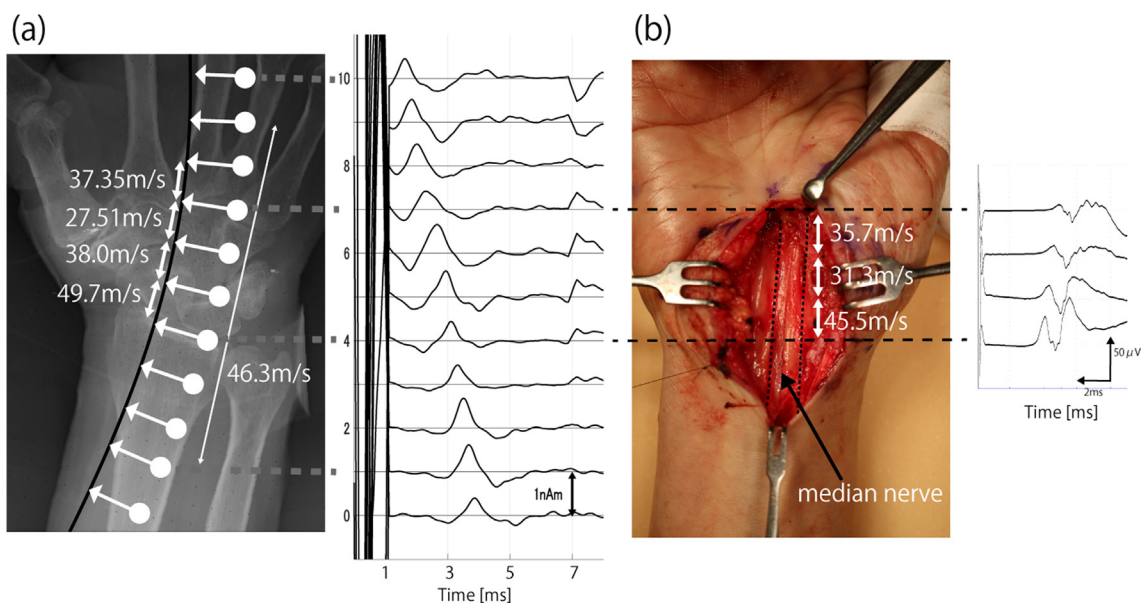 (a)
37.35m/s
27.51m/s
38.0m/s
49.7m/s
46.3m/s
10
8
6
4
2
0
1nAm
1
3
5
7
Time [ms]
(b)
35.7m/s
31.3m/s
45.5m/s
median nerve
50μV
2ms
Time [ms]